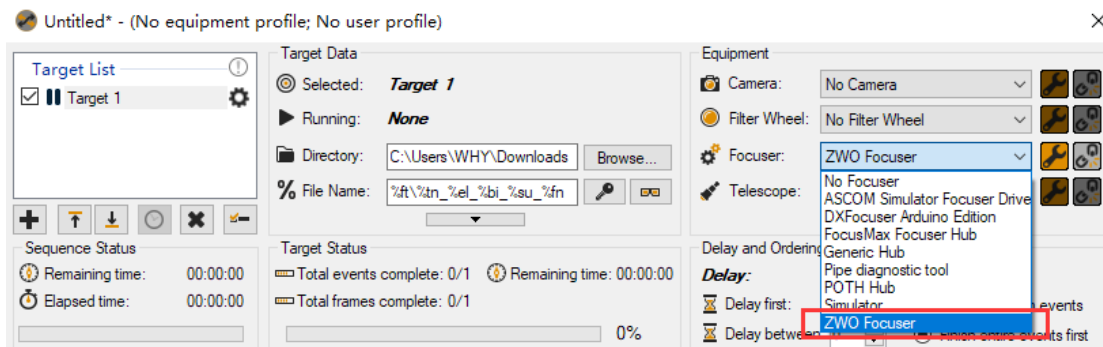 Untitled* - (No equipment profile; No user profile)
Target List
Target 1
Target Data
Selected: Target 1
Running: None
Directory: C:\Users\WHY\Downloads Browse...
File Name: %ft\%tn_%el_%bi_%su_%fn
Equipment
Camera: No Camera
Filter Wheel: No Filter Wheel
Focuser: ZWO Focuser
Telescope:
No Focuser
ASCOM Simulator Focuser Drive
DXFocuser Arduino Edition
FocusMax Focuser Hub
Generic Hub
Pipe diagnostic tool
POTH Hub
Simulator
ZWO Focuser
Sequence Status
Remaining time: 00:00:00
Elapsed time: 00:00:00
Target Status
Total events complete: 0/1 Remaining time: 00:00:00
Total frames complete: 0/1
0%
Delay and Ordering
Delay:
Delay first:
events
Delay between
Finish entire events first